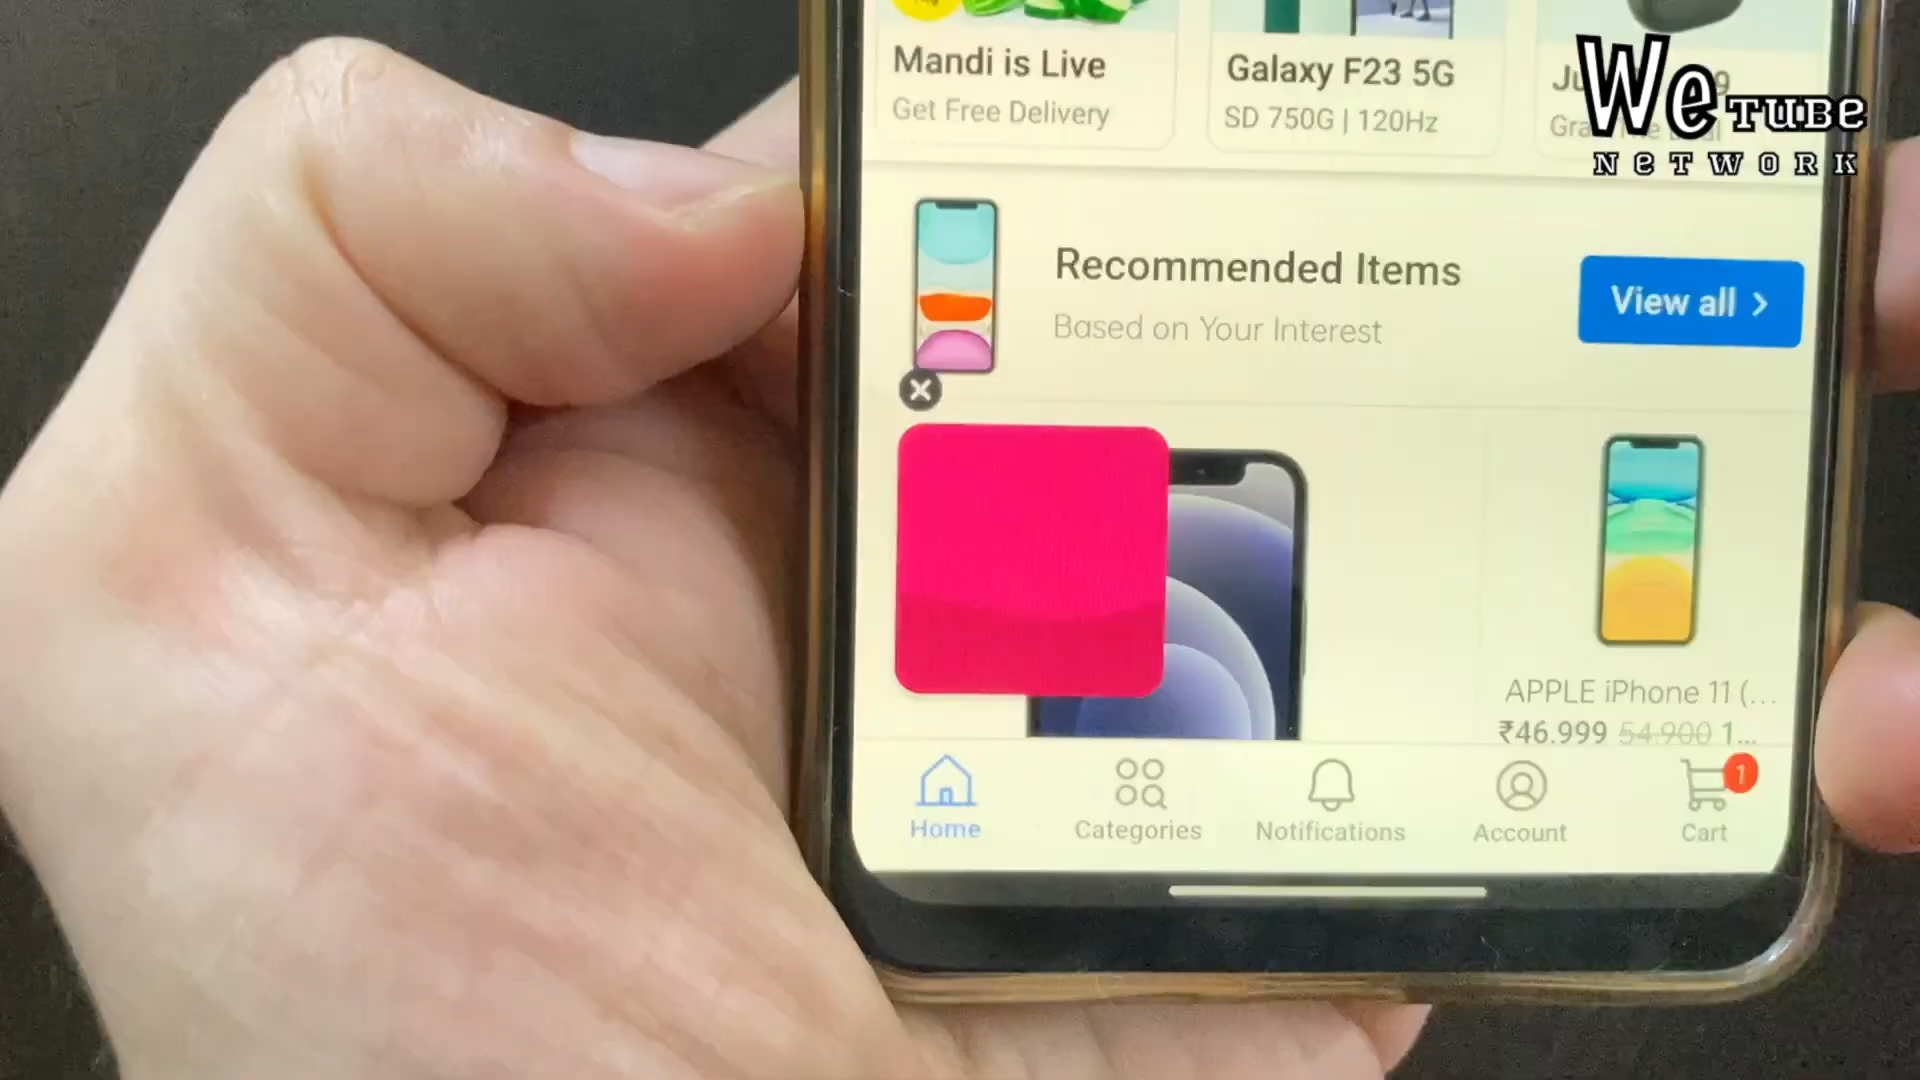 Mandi is Live
Get Free Delivery
Galaxy F23 5G
SD 750G | 120Hz
We TUBE
NETWORK
Recommended Items
Based on Your Interest
View all
APPLE iPhone 11 (...
₹46,999 54,900 1...
Home
Categories
Notifications
Account
Cart
1